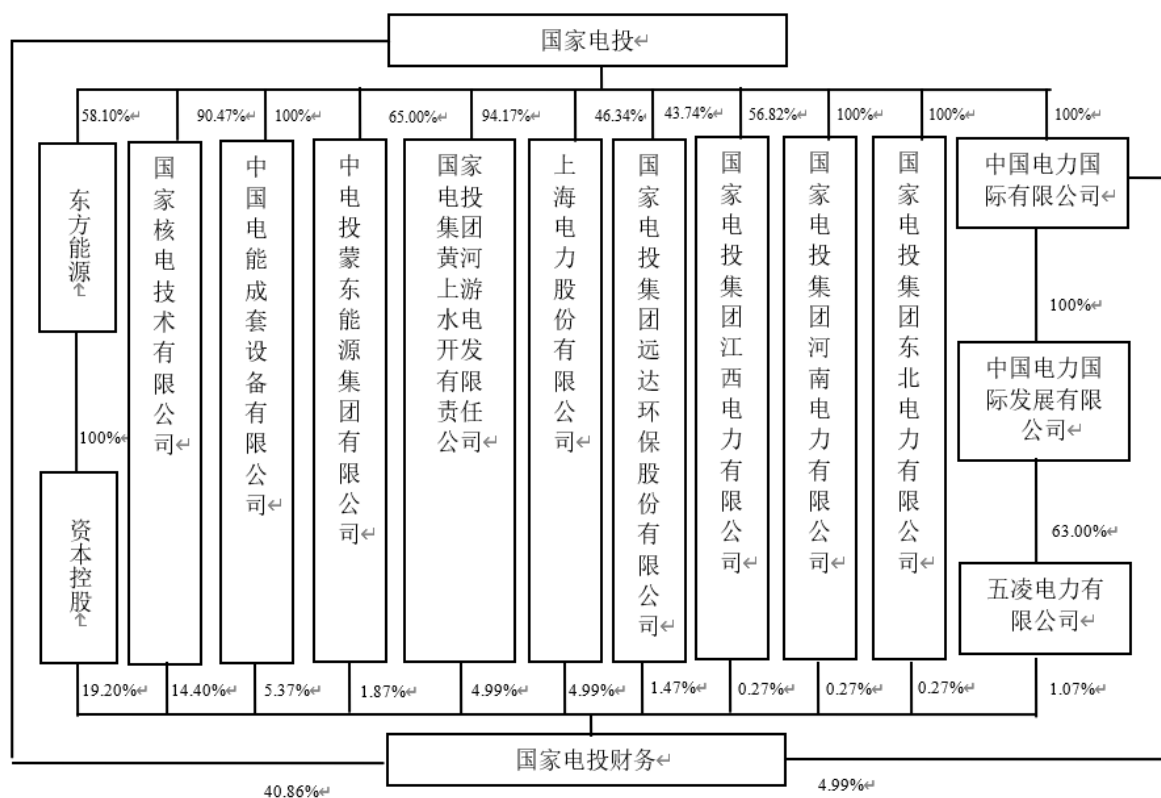 国家电投↵
58.10%↵
90.47%↵
100%↵
65.00%↵
94.17%↵
46.34%↵
43.74%↵
56.82%↵
100%↵
100%↵
100%↵
东方能源↵
国家核电技术有限公司↵
中国电能成套设备有限公司↵
中电投蒙东能源集团有限公司↵
国家电投集团黄河上游水电开发有限责任公司↵
上海电力股份有限公司↵
国家电投集团远达环保股份有限公司↵
国家电投集团江西电力有限公司↵
国家电投集团河南电力有限公司↵
国家电投集团东北电力有限公司↵
中国电力国
际有限公司↵
100%↵
中国电力国
际发展有限
公司↵
100%↵
资本控股↵
63.00%↵
五凌电力有
限公司↵
19.20%↵
14.40%↵
5.37%↵
1.87%↵
4.99%↵
4.99%↵
1.47%↵
0.27%↵
0.27%↵
0.27%↵
1.07%↵
国家电投财务↵
40.86%↵
4.99%↵